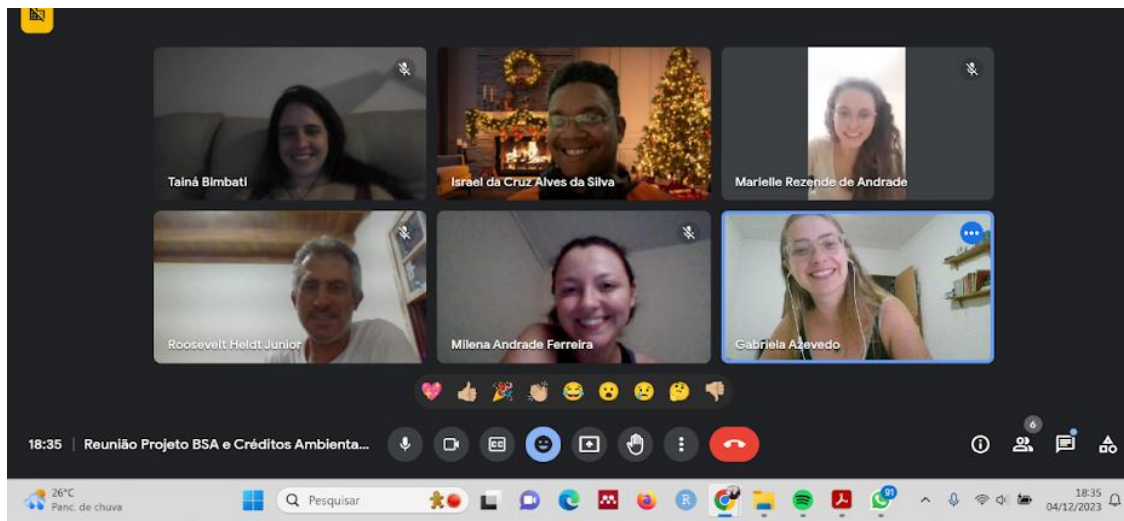 Tainá Bimbati
Israel da Cruz Alves da Silva
Marielle Rezende de Andrade
Roosevelt Heldt Junior
Milena Andrade Ferreira
Gabriela Azevedo
6
18:35 | Reunião Projeto BSA e Créditos Ambienta...
CC
26°C
Panc. de chuva
Pesquisar
R
91
18:35
04/12/2023